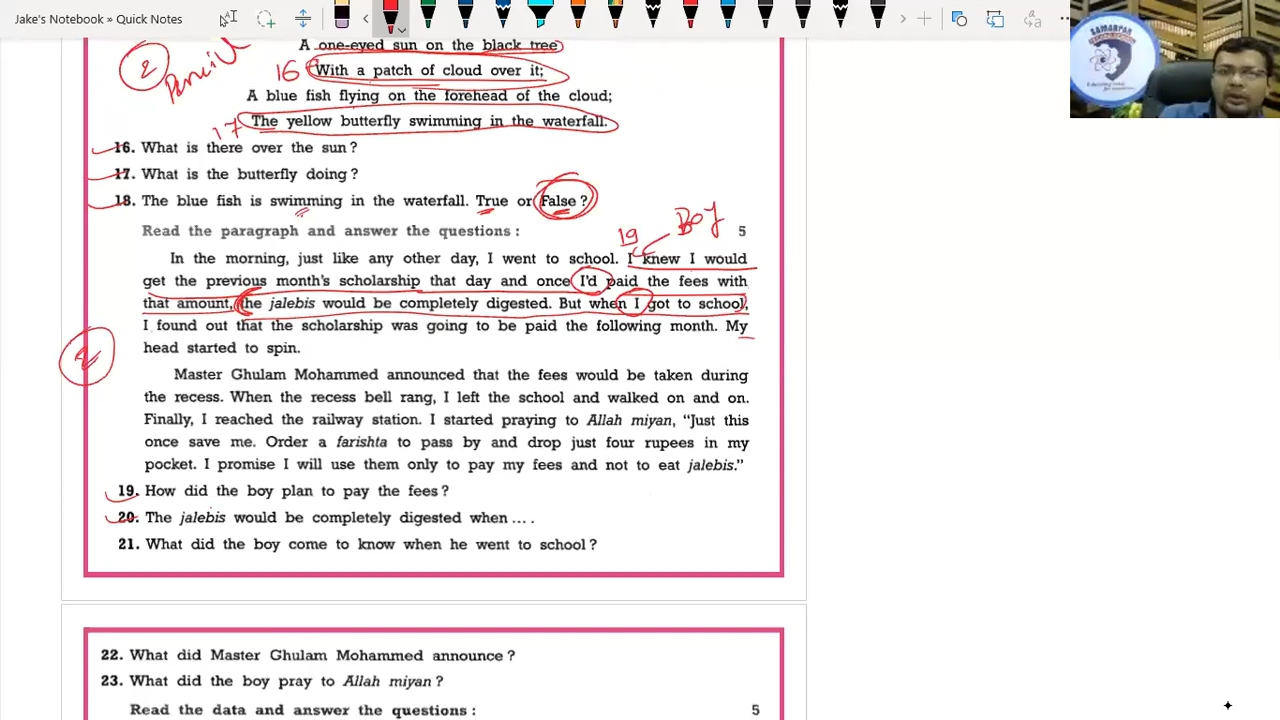 Jake's Notebook » Quick Notes
SAMARPAN
A one-eyed sun on the black tree
2
Pencil
16
With a patch of cloud over it;
A blue fish flying on the forehead of the cloud;
17
The yellow butterfly swimming in the waterfall.
16. What is there over the sun?
17. What is the butterfly doing?
18. The blue fish is swimming in the waterfall. True or False?
Read the paragraph and answer the questions : 5
19
Boy
In the morning, just like any other day, I went to school. I knew I would
get the previous month's scholarship that day and once I'd paid the fees with
that amount, the jalebis would be completely digested. But when I got to school,
I found out that the scholarship was going to be paid the following month. My
head started to spin.
2
Master Ghulam Mohammed announced that the fees would be taken during
the recess. When the recess bell rang, I left the school and walked on and on.
Finally, I reached the railway station. I started praying to Allah miyan, “Just this
once save me. Order a farishta to pass by and drop just four rupees in my
pocket. I promise I will use them only to pay my fees and not to eat jalebis.”
19. How did the boy plan to pay the fees?
20. The jalebis would be completely digested when ....
21. What did the boy come to know when he went to school?
22. What did Master Ghulam Mohammed announce?
23. What did the boy pray to Allah miyan?
Read the data and answer the questions : 5